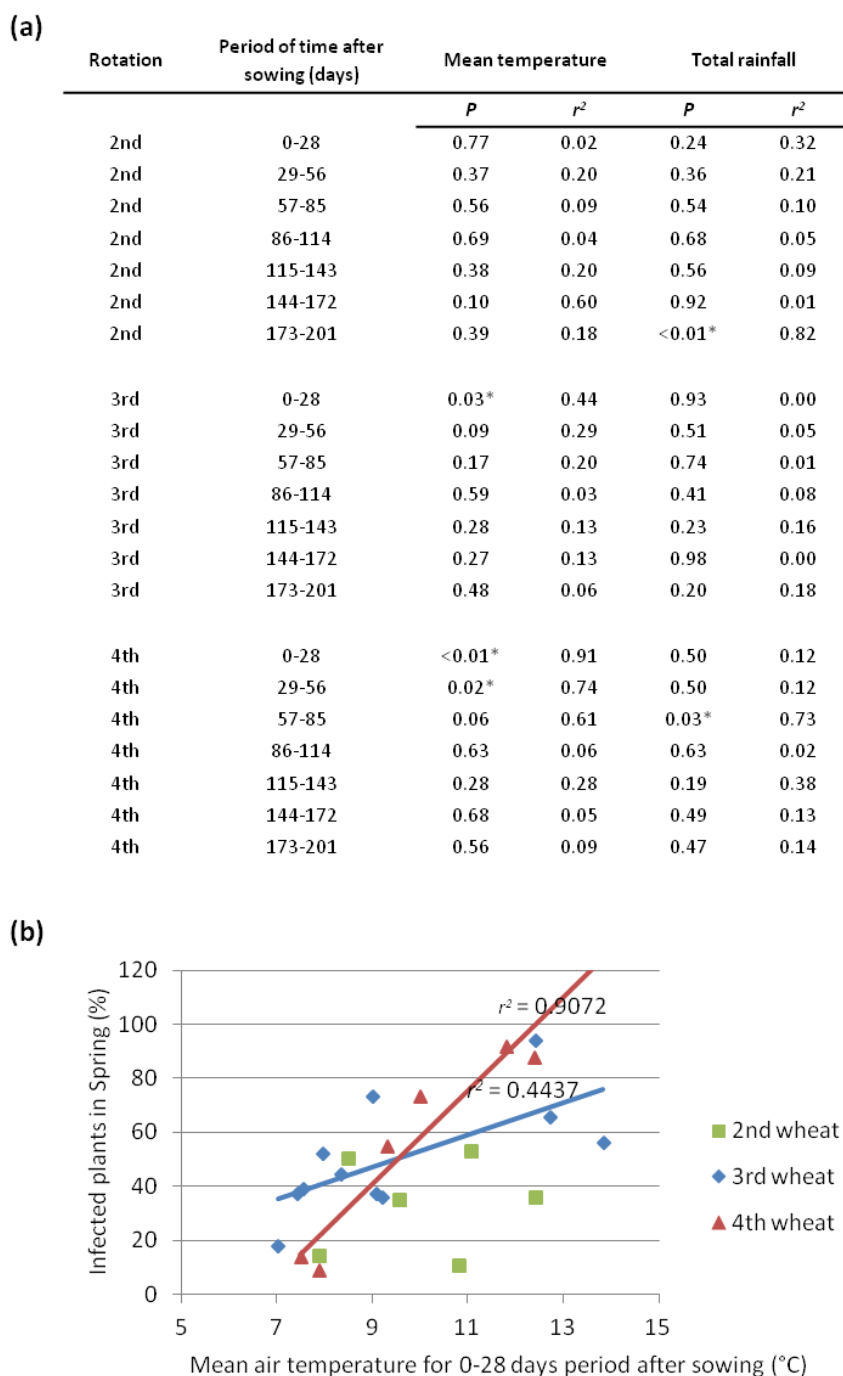 (a)
Rotation Period of time after sowing (days) Mean temperature Total rainfall
P r² P r²
2nd 0-28 0.77 0.02 0.24 0.32
2nd 29-56 0.37 0.20 0.36 0.21
2nd 57-85 0.56 0.09 0.54 0.10
2nd 86-114 0.69 0.04 0.68 0.05
2nd 115-143 0.38 0.20 0.56 0.09
2nd 144-172 0.10 0.60 0.92 0.01
2nd 173-201 0.39 0.18 <0.01* 0.82
3rd 0-28 0.03* 0.44 0.93 0.00
3rd 29-56 0.09 0.29 0.51 0.05
3rd 57-85 0.17 0.20 0.74 0.01
3rd 86-114 0.59 0.03 0.41 0.08
3rd 115-143 0.28 0.13 0.23 0.16
3rd 144-172 0.27 0.13 0.98 0.00
3rd 173-201 0.48 0.06 0.20 0.18
4th 0-28 <0.01* 0.91 0.50 0.12
4th 29-56 0.02* 0.74 0.50 0.12
4th 57-85 0.06 0.61 0.03* 0.73
4th 86-114 0.63 0.06 0.63 0.02
4th 115-143 0.28 0.28 0.19 0.38
4th 144-172 0.68 0.05 0.49 0.13
4th 173-201 0.56 0.09 0.47 0.14
(b)
Infected plants in Spring (%)
120
100
80
60
40
20
0
r² = 0.9072
r² = 0.4437
2nd wheat
3rd wheat
4th wheat
5 7 9 11 13 15
Mean air temperature for 0-28 days period after sowing (°C)